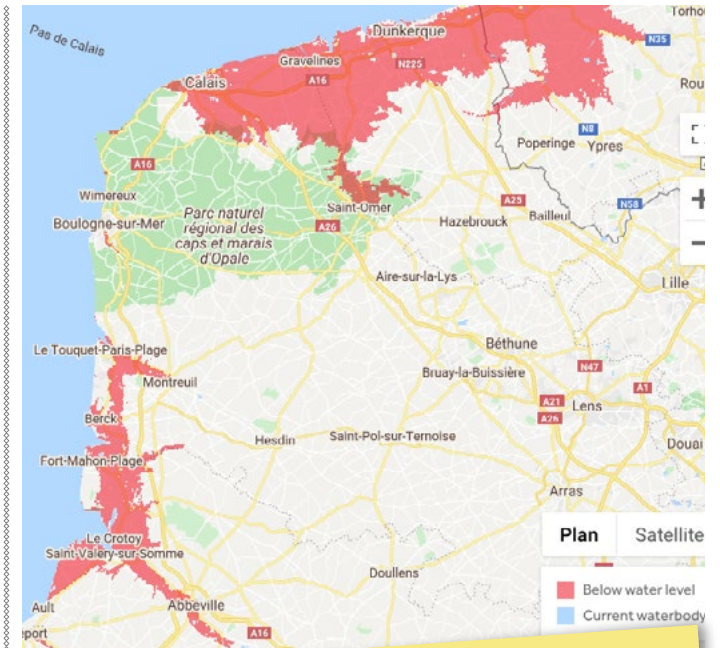 Torho
Pas de Calais
Dunkerque
N35
Gravelines
N225
Calais
A16
Rou
N8
Poperinge
Ypres
A16
Wimereux
Saint-Omer
A25
N58
Boulogne-sur-Mer
Parc naturel
régional des
caps et marais
d'Opale
A26
Hazebrouck
Bailleul
Aire-sur-la-Lys
Lille
Le Touquet-Paris-Plage
Béthune
Montreuil
Bruay-la-Buissière
N47
A1
A21
Lens
A26
Berck
Hesdin
Saint-Pol-sur-Ternoise
Douai
Fort-Mahon-Plage
Arras
Le Crotoy
Saint-Valery-sur-Somme
Plan
Satellite
Doullens
Below water level
Ault
Abbeville
Current waterbody
port
A16